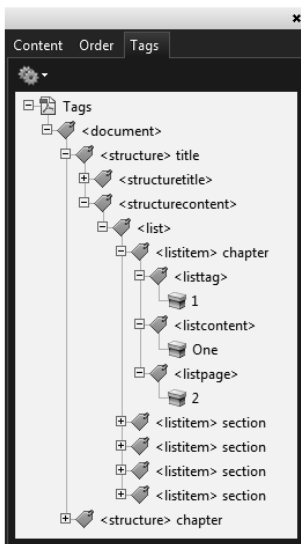 Content Order Tags
Tags
<document>
<structure> title
<structuretitle>
<structurecontent>
<list>
<listitem> chapter
<listtag>
1
<listcontent>
One
<listpage>
2
<listitem> section
<listitem> section
<listitem> section
<listitem> section
<structure> chapter